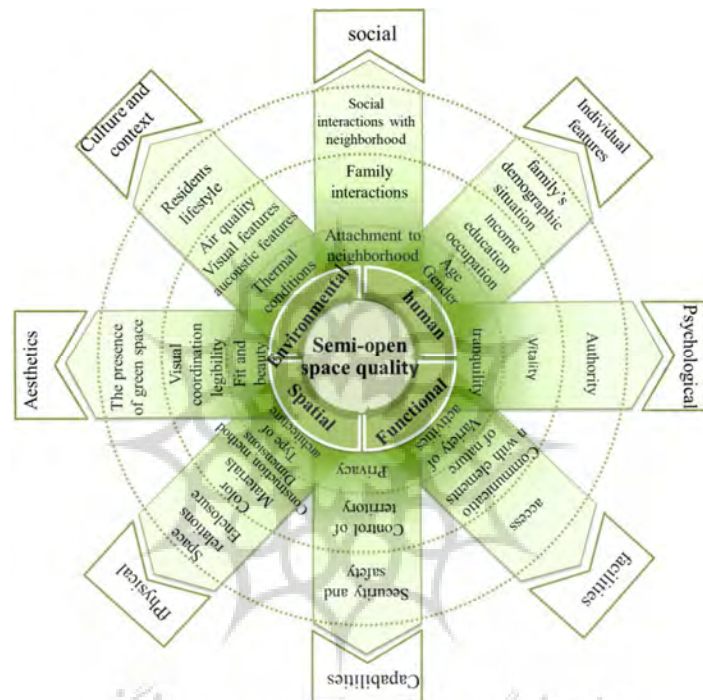 social
Social
interactions with
neighborhood
Family
interactions
Attachment to
neighborhood
Individual
features
family's
demographic
situation
income
education
occupation
Age
Gender
Psychological
Authority
Vitality
tranquility
facilities
access
Communicatio
n with elements
of nature
Variety of
activities
Capabilities
Security and
safety
Control of
territory
Privacy
fPhysical
Space
relations
Enclosure
Color
Materials
Construction method
Dimensions
Type of
architecture
Aesthetics
The presence
of green space
Visual
coordination
legibility
Fit and
beauty
Culture and
context
Residents
lifestyle
Air quality
Visual features
aucoustic features
Thermal
conditions
Environmental
human
Spatial
Functional
Semi-open
space quality